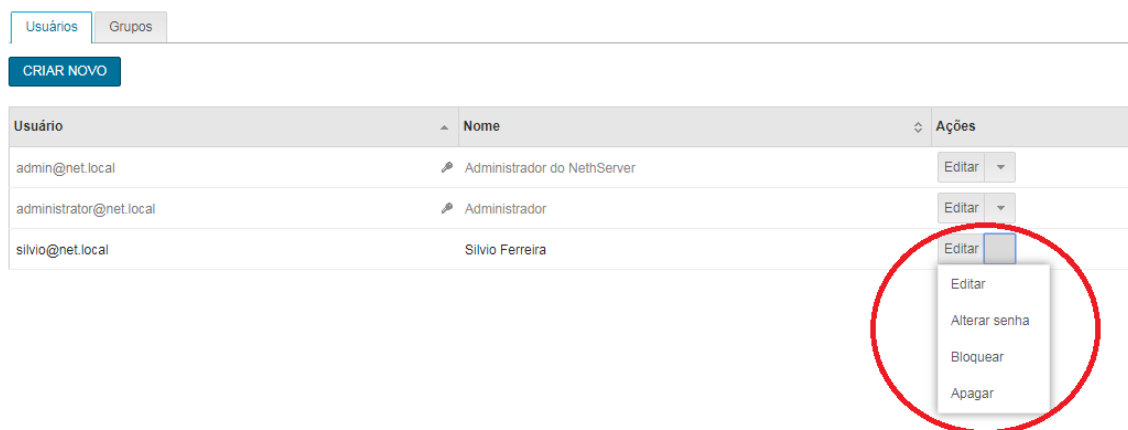 Usuários Grupos
CRIAR NOVO
Usuário Nome Ações
admin@net.local Administrador do NethServer Editar
administrator@net.local Administrador Editar
silvio@net.local Silvio Ferreira Editar
Editar
Alterar senha
Bloquear
Apagar